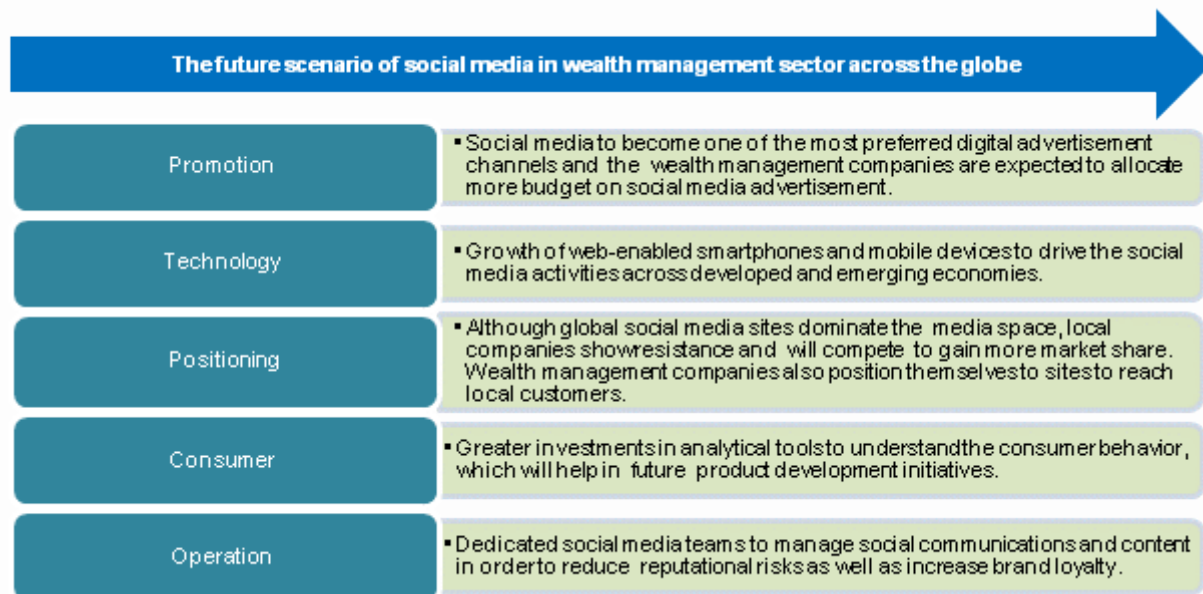 The future scenario of social media in wealth management sector across the globe
Promotion
▪ Social media to become one of the most preferred digital advertisement
channels and the wealth management companies are expected to allocate
more budget on social media advertisement.
Technology
▪ Growth of web-enabled smartphones and mobile devices to drive the social
media activities across developed and emerging economies.
Positioning
▪ Although global social media sites dominate the media space, local
companies show resistance and will compete to gain more market share.
Wealth management companies also position themselves to sites to reach
local customers.
Consumer
▪ Greater investments in analytical tools to understand the consumer behavior,
which will help in future product development initiatives.
Operation
▪ Dedicated social media teams to manage social communications and content
in order to reduce reputational risks as well as increase brand loyalty.